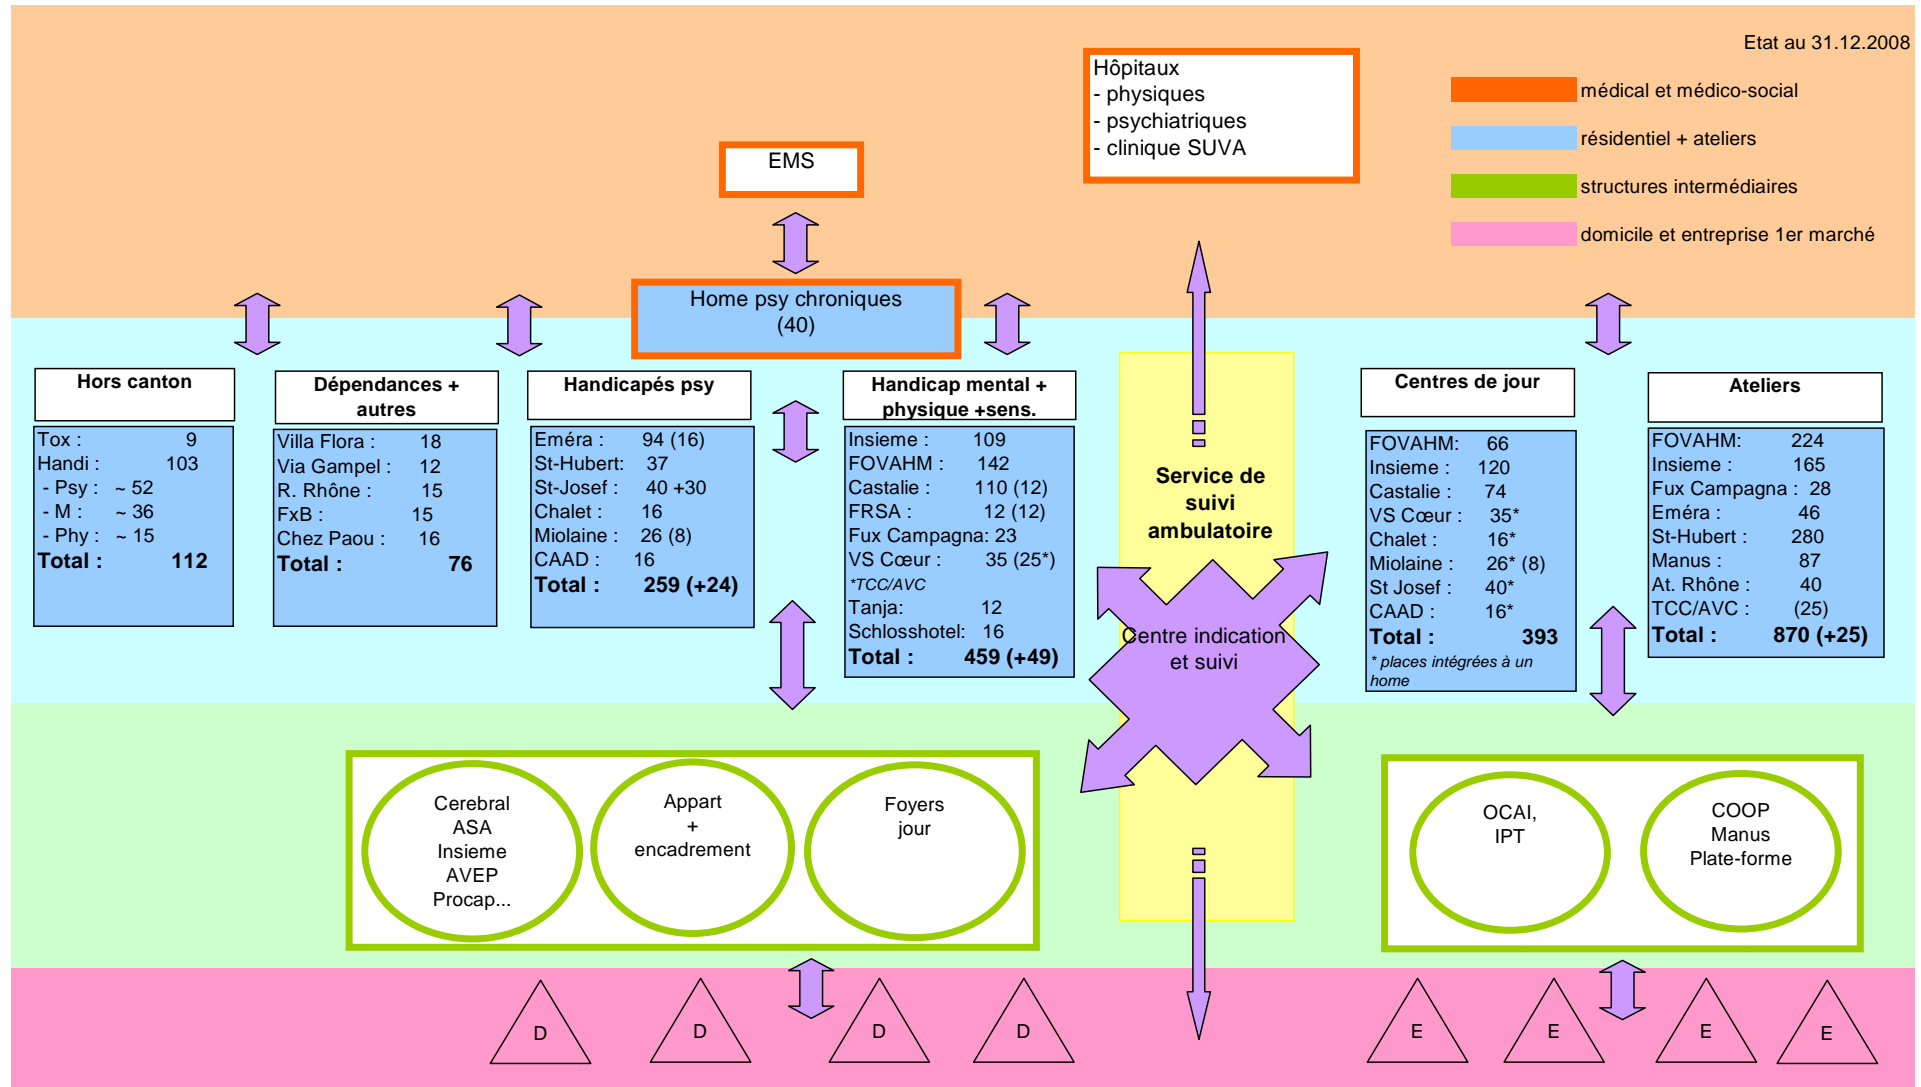 Etat au 31.12.2008
médical et médico-social
résidentiel + ateliers
structures intermédiaires
domicile et entreprise 1er marché
Hôpitaux
- physiques
- psychiatriques
- clinique SUVA
EMS
Home psy chroniques
(40)
Hors canton
Tox : 9
Handi : 103
- Psy : ~ 52
- M : ~ 36
- Phy : ~ 15
Total : 112
Dépendances +
autres
Villa Flora : 18
Via Gampel : 12
R. Rhône : 15
FxB : 15
Chez Paou : 16
Total : 76
Handicapés psy
Eméra : 94 (16)
St-Hubert: 37
St-Josef : 40 +30
Chalet : 16
Miolaine : 26 (8)
CAAD : 16
Total : 259 (+24)
Handicap mental +
physique +sens.
Insieme : 109
FOVAHM : 142
Castalie : 110 (12)
FRSA : 12 (12)
Fux Campagna: 23
VS Cœur : 35 (25*)
*TCC/AVC
Tanja: 12
Schlosshotel: 16
Total : 459 (+49)
Service de
suivi
ambulatoire
Centre indication
et suivi
Centres de jour
FOVAHM: 66
Insieme : 120
Castalie : 74
VS Cœur : 35*
Chalet : 16*
Miolaine : 26* (8)
St Josef : 40*
CAAD : 16*
Total : 393
* places intégrées à un
home
Ateliers
FOVAHM: 224
Insieme : 165
Fux Campagna : 28
Eméra : 46
St-Hubert : 280
Manus : 87
At. Rhône : 40
TCC/AVC : (25)
Total : 870 (+25)
Cerebral
ASA
Insieme
AVEP
Procap...
Appart
+
encadrement
Foyers
jour
OCAI,
IPT
COOP
Manus
Plate-forme
D
D
D
D
E
E
E
E